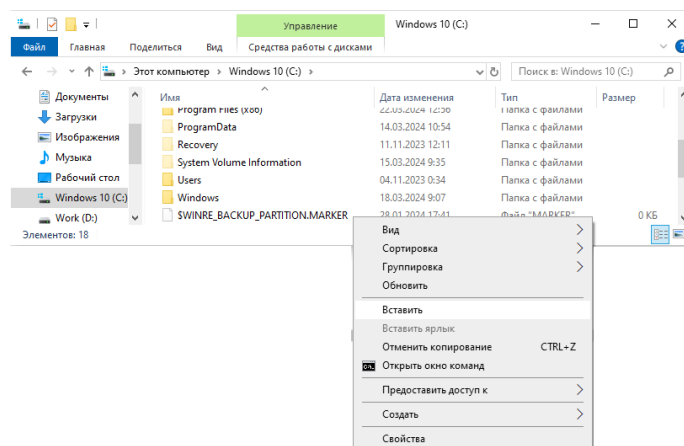 Управление Windows 10 (C:)
Файл Главная Поделиться Вид Средства работы с дисками
Этот компьютер > Windows 10 (C:) > Поиск в: Windows 10 (C:)
Имя Дата изменения Тип Размер
Документы
Загрузки
Изображения
Музыка
Рабочий стол
Windows 10 (C:)
Work (D:)
Program Files (x86) 22.03.2024 12:56 Папка с файлами
ProgramData 14.03.2024 10:54 Папка с файлами
Recovery 11.11.2023 12:11 Папка с файлами
System Volume Information 15.03.2024 9:35 Папка с файлами
Users 04.11.2023 0:34 Папка с файлами
Windows 18.03.2024 9:07 Папка с файлами
$WINRE_BACKUP_PARTITION.MARKER 28.01.2024 17:41 Файл "MARKER" 0 КБ
Элементов: 18
Вид
Сортировка
Группировка
Обновить
Вставить
Вставить ярлык
Отменить копирование CTRL+Z
Открыть окно команд
Предоставить доступ к
Создать
Свойства